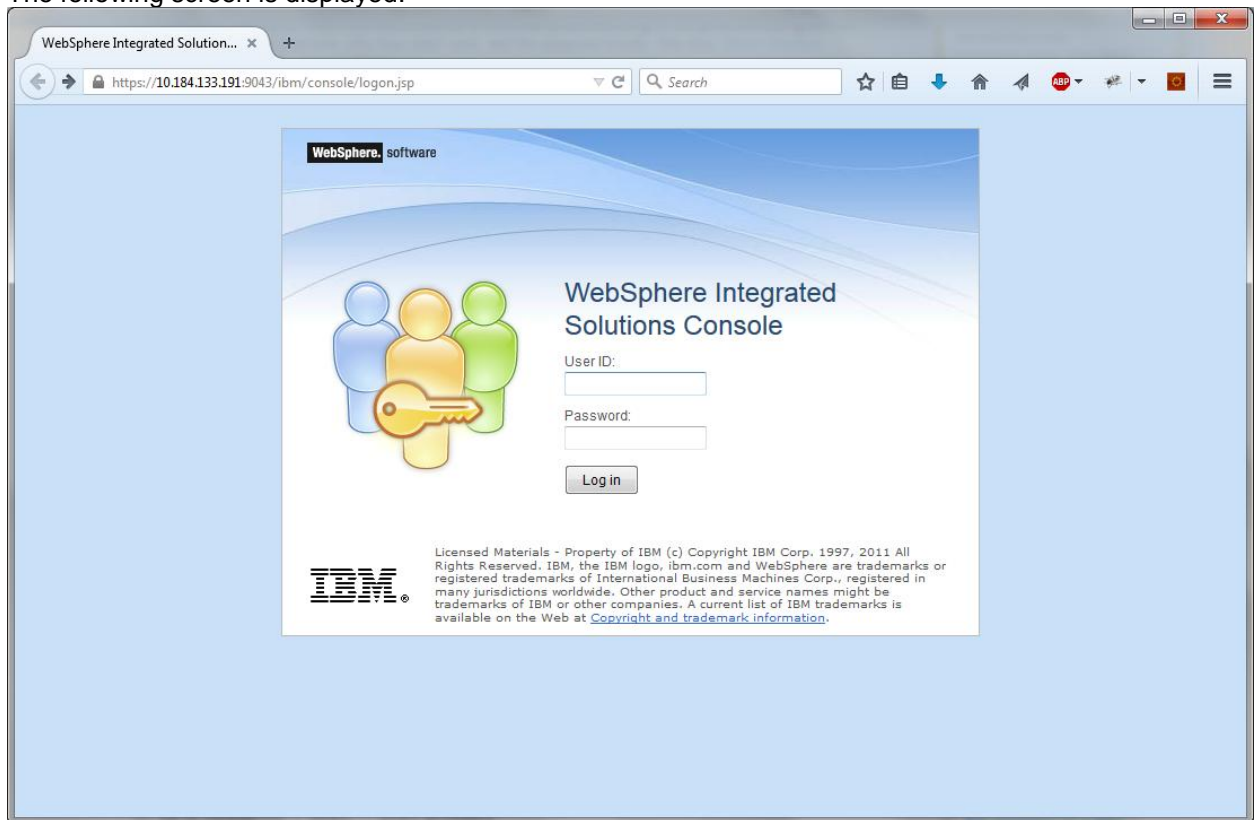 The following screen is displayed:
WebSphere Integrated Solution... × +
https://10.184.133.191:9043/ibm/console/logon.jsp Search ABP
WebSphere. software
WebSphere Integrated
Solutions Console
User ID:
Password:
Log in
Licensed Materials - Property of IBM (c) Copyright IBM Corp. 1997, 2011 All
Rights Reserved. IBM, the IBM logo, ibm.com and WebSphere are trademarks or
registered trademarks of International Business Machines Corp., registered in
many jurisdictions worldwide. Other product and service names might be
trademarks of IBM or other companies. A current list of IBM trademarks is
available on the Web at Copyright and trademark information.
IBM®